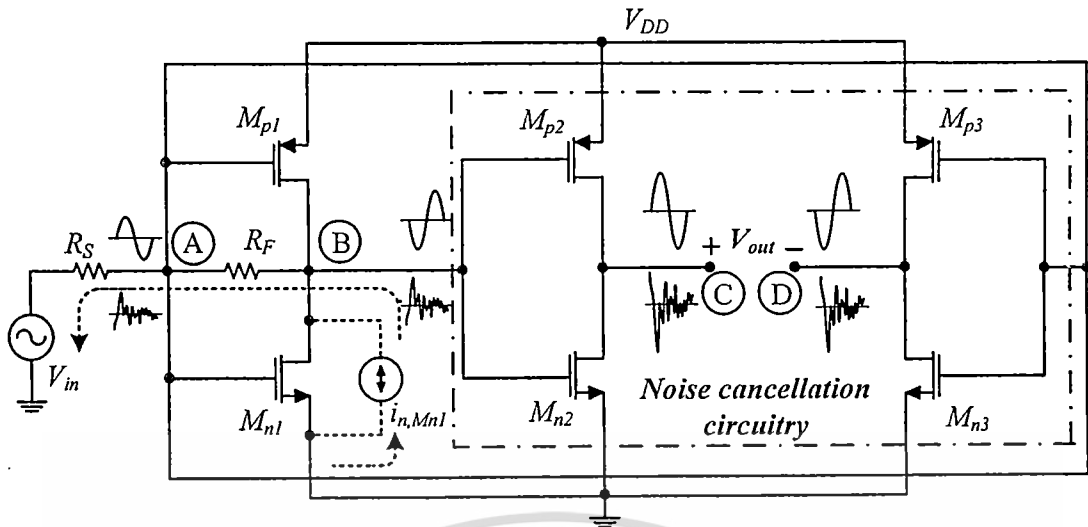 V_DD
M_p1
M_p2
M_p3
R_S
A
R_F
B
+ V_out −
C
D
V_in
M_n1
i_n,Mn1
M_n2
Noise cancellation
circuitry
M_n3